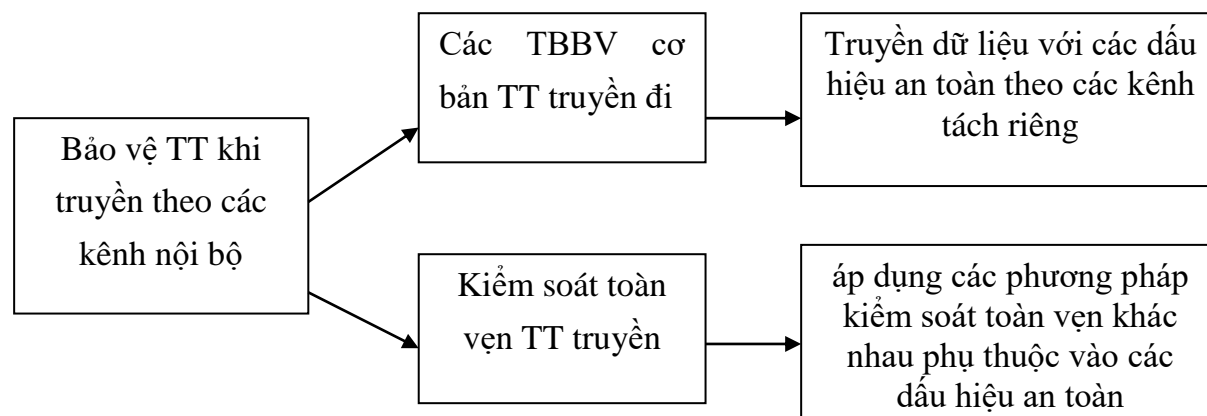 Bảo vệ TT khi
truyền theo các
kênh nội bộ
Các TBBV cơ
bản TT truyền đi
Truyền dữ liệu với các dấu
hiệu an toàn theo các kênh
tách riêng
Kiểm soát toàn
vẹn TT truyền
áp dụng các phương pháp
kiểm soát toàn vẹn khác
nhau phụ thuộc vào các
dấu hiệu an toàn